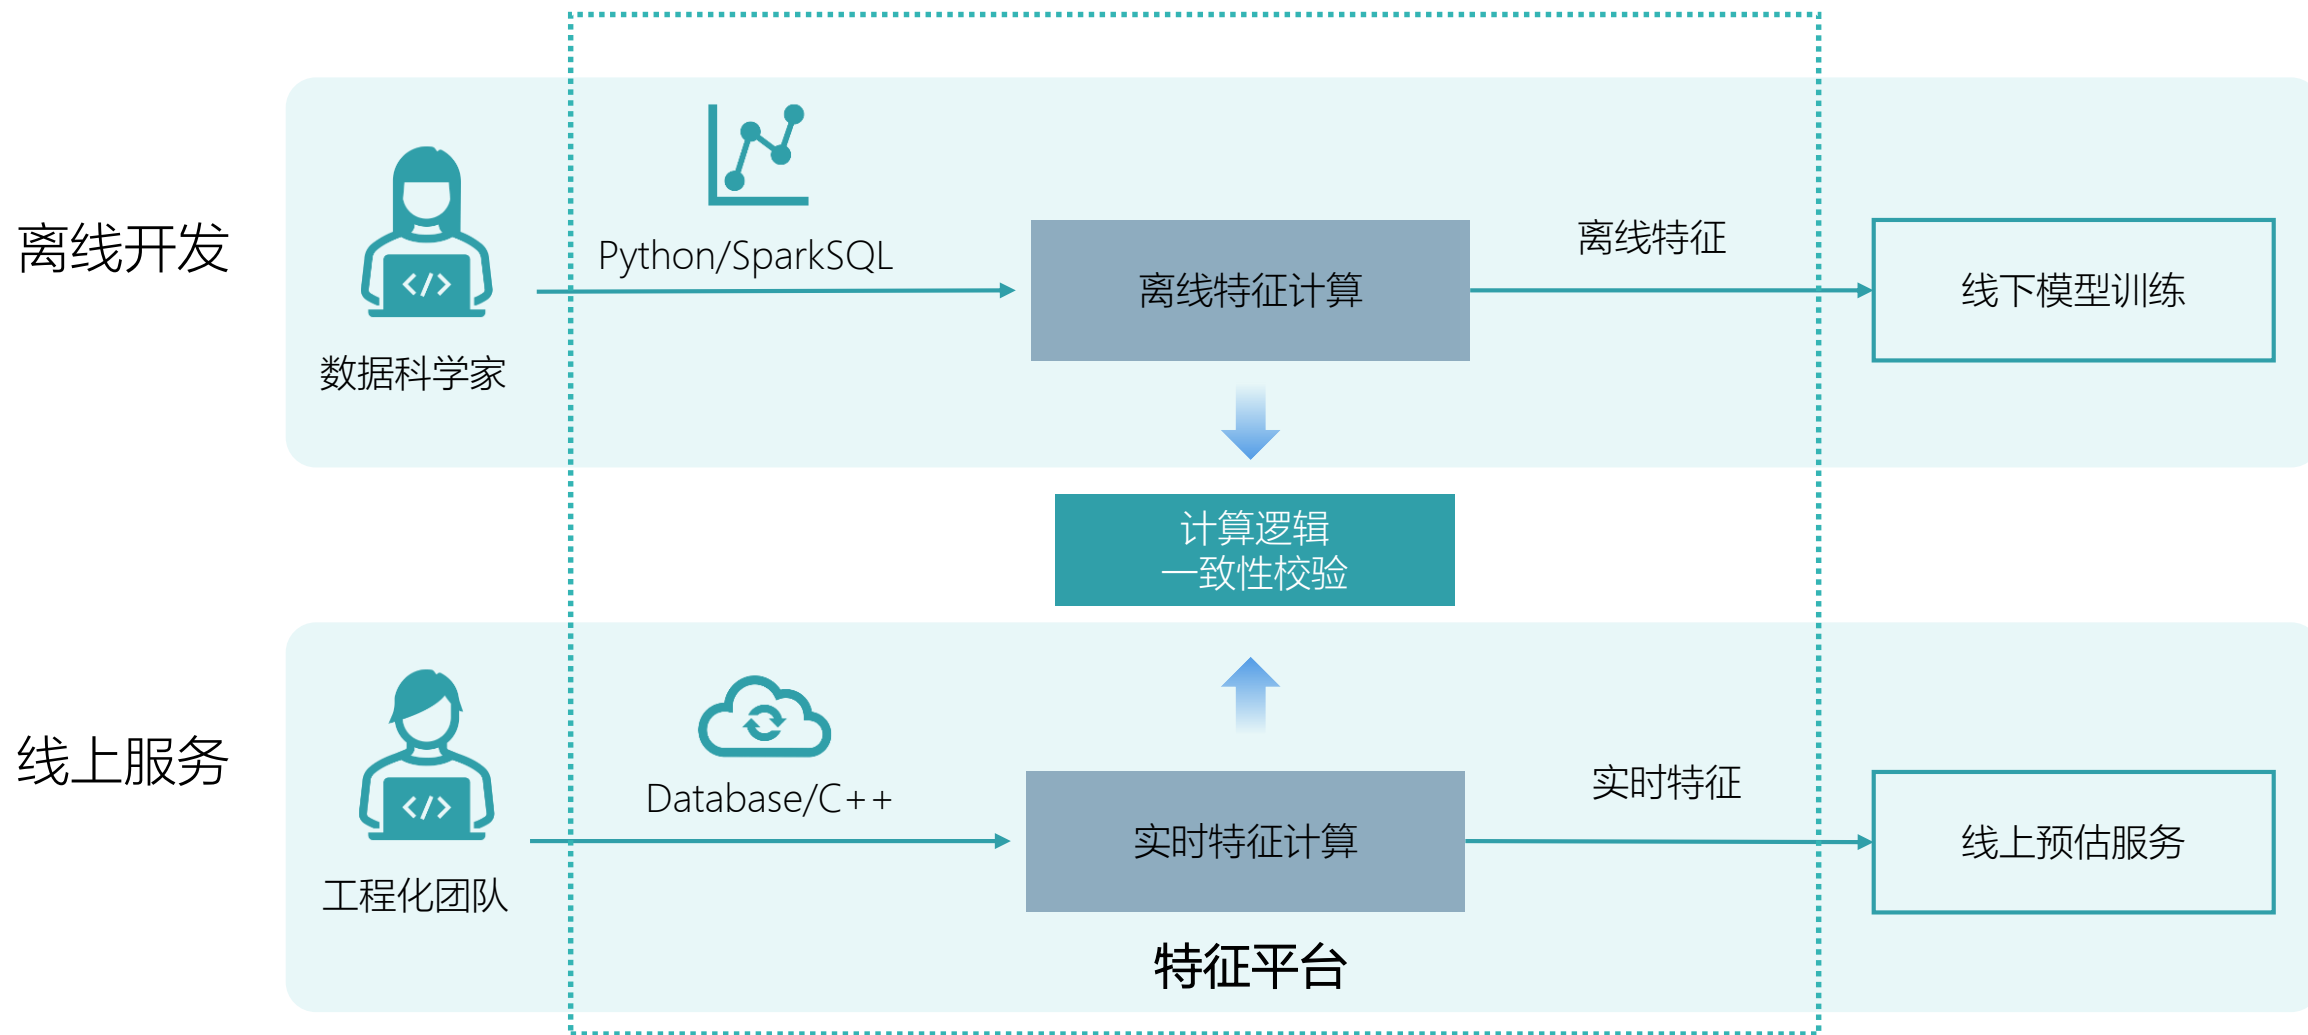 离线开发
数据科学家
Python/SparkSQL
离线特征计算
离线特征
线下模型训练
计算逻辑
一致性校验
线上服务
工程化团队
Database/C++
实时特征计算
实时特征
线上预估服务
特征平台